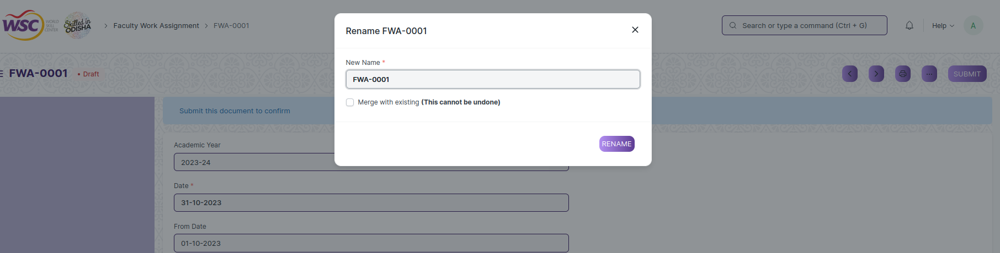 WSC
WORLD
SKILL
CENTER
Skilled in
ODISHA
Faculty Work Assignment
FWA-0001
Search or type a command (Ctrl + G)
Help
A
Rename FWA-0001
New Name *
FWA-0001
Merge with existing (This cannot be undone)
RENAME
FWA-0001
Draft
SUBMIT
Submit this document to confirm
Academic Year
2023-24
Date *
31-10-2023
From Date
01-10-2023